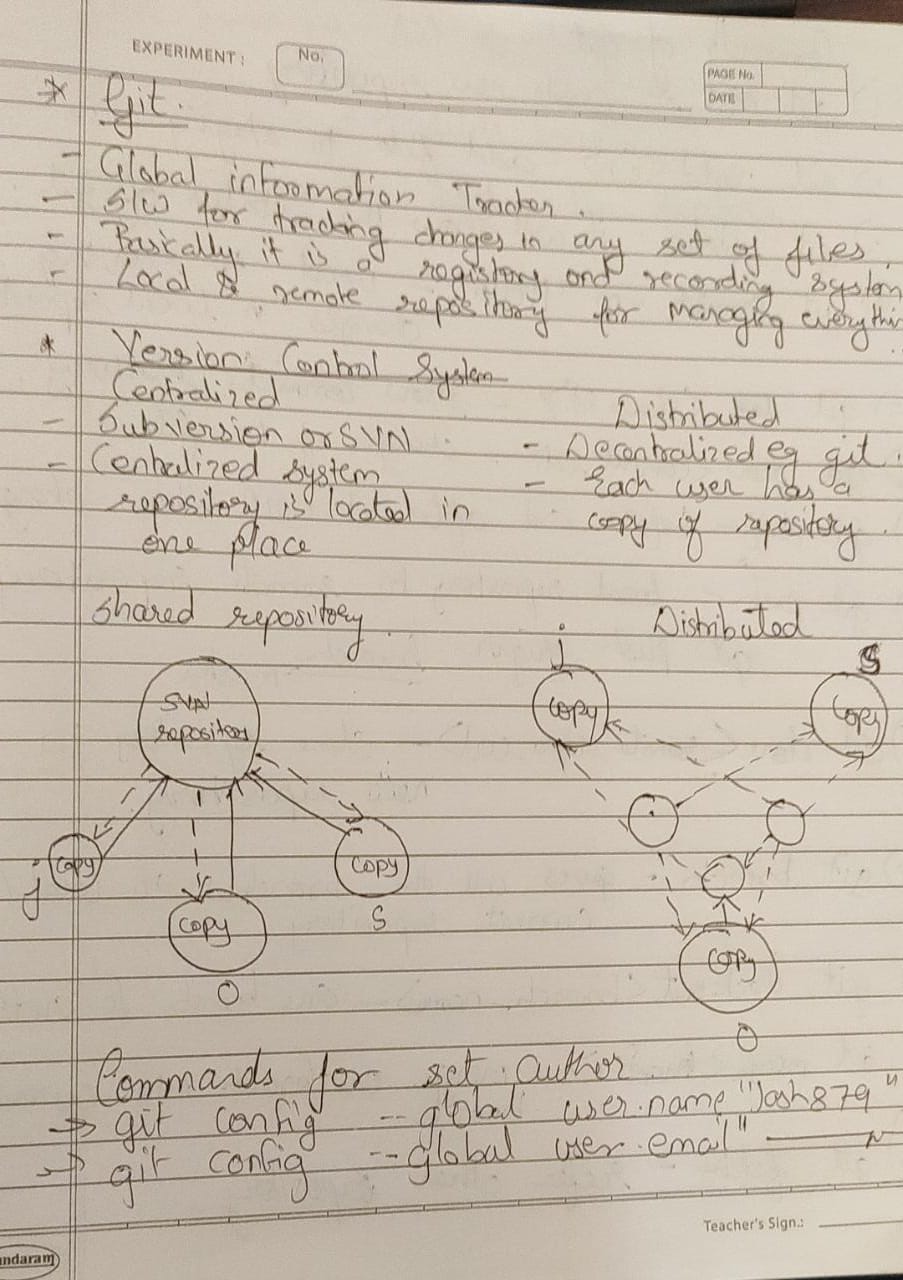 EXPERIMENT : No.
PAGE No.
DATE
* Git.
- Global information Tracker.
- S/W for tracking changes in any set of files.
- Basically it is a registory and recording system
- Local & remote repository for managing everythin
* Version Control System
Centralized
Distributed
- Subversion or SVN
- Centralized system
repository is located in
one place
- Decentralized eg git.
- Each user has a
copy of repository.
Shared repository.
SVN
repository
Copy
j
Copy
O
Copy
S
Distributed
j
Copy
S
Copy
Copy
O
Commands for set author.
→ git config --global user.name "Josh879"
→ git config --global user.email "
Teacher's Sign.:
ndaram